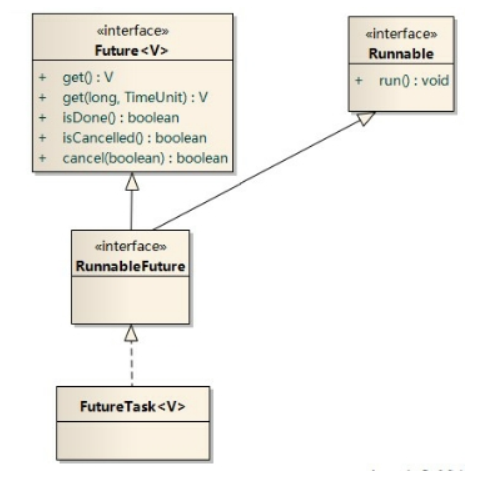 «interface»
Future<V>
+ get() : V
+ get(long, TimeUnit) : V
+ isDone() : boolean
+ isCancelled() : boolean
+ cancel(boolean) : boolean
«interface»
Runnable
+ run() : void
«interface»
RunnableFuture
FutureTask<V>